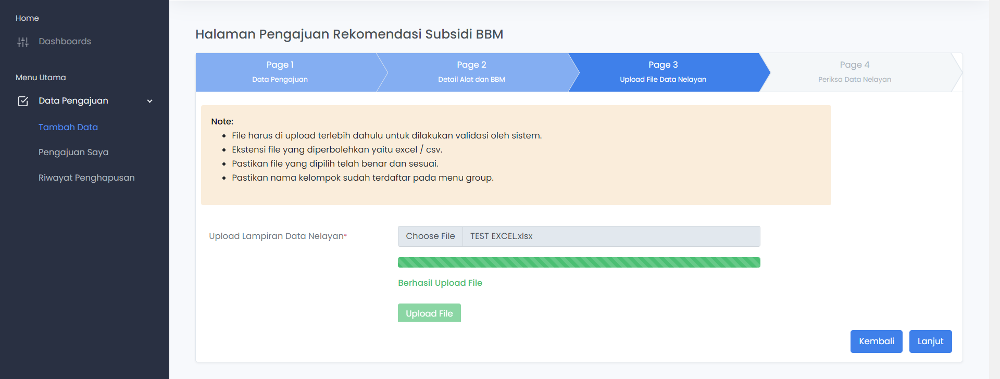 Home
Dashboards
Menu Utama
Data Pengajuan
Tambah Data
Pengajuan Saya
Riwayat Penghapusan
Halaman Pengajuan Rekomendasi Subsidi BBM
Page 1
Data Pengajuan
Page 2
Detail Alat dan BBM
Page 3
Upload File Data Nelayan
Page 4
Periksa Data Nelayan
Note:
• File harus di upload terlebih dahulu untuk dilakukan validasi oleh sistem.
• Ekstensi file yang diperbolehkan yaitu excel / csv.
• Pastikan file yang dipilih telah benar dan sesuai.
• Pastikan nama kelompok sudah terdaftar pada menu group.
Upload Lampiran Data Nelayan*
Choose File TEST EXCEL.xlsx
Berhasil Upload File
Upload File
Kembali Lanjut